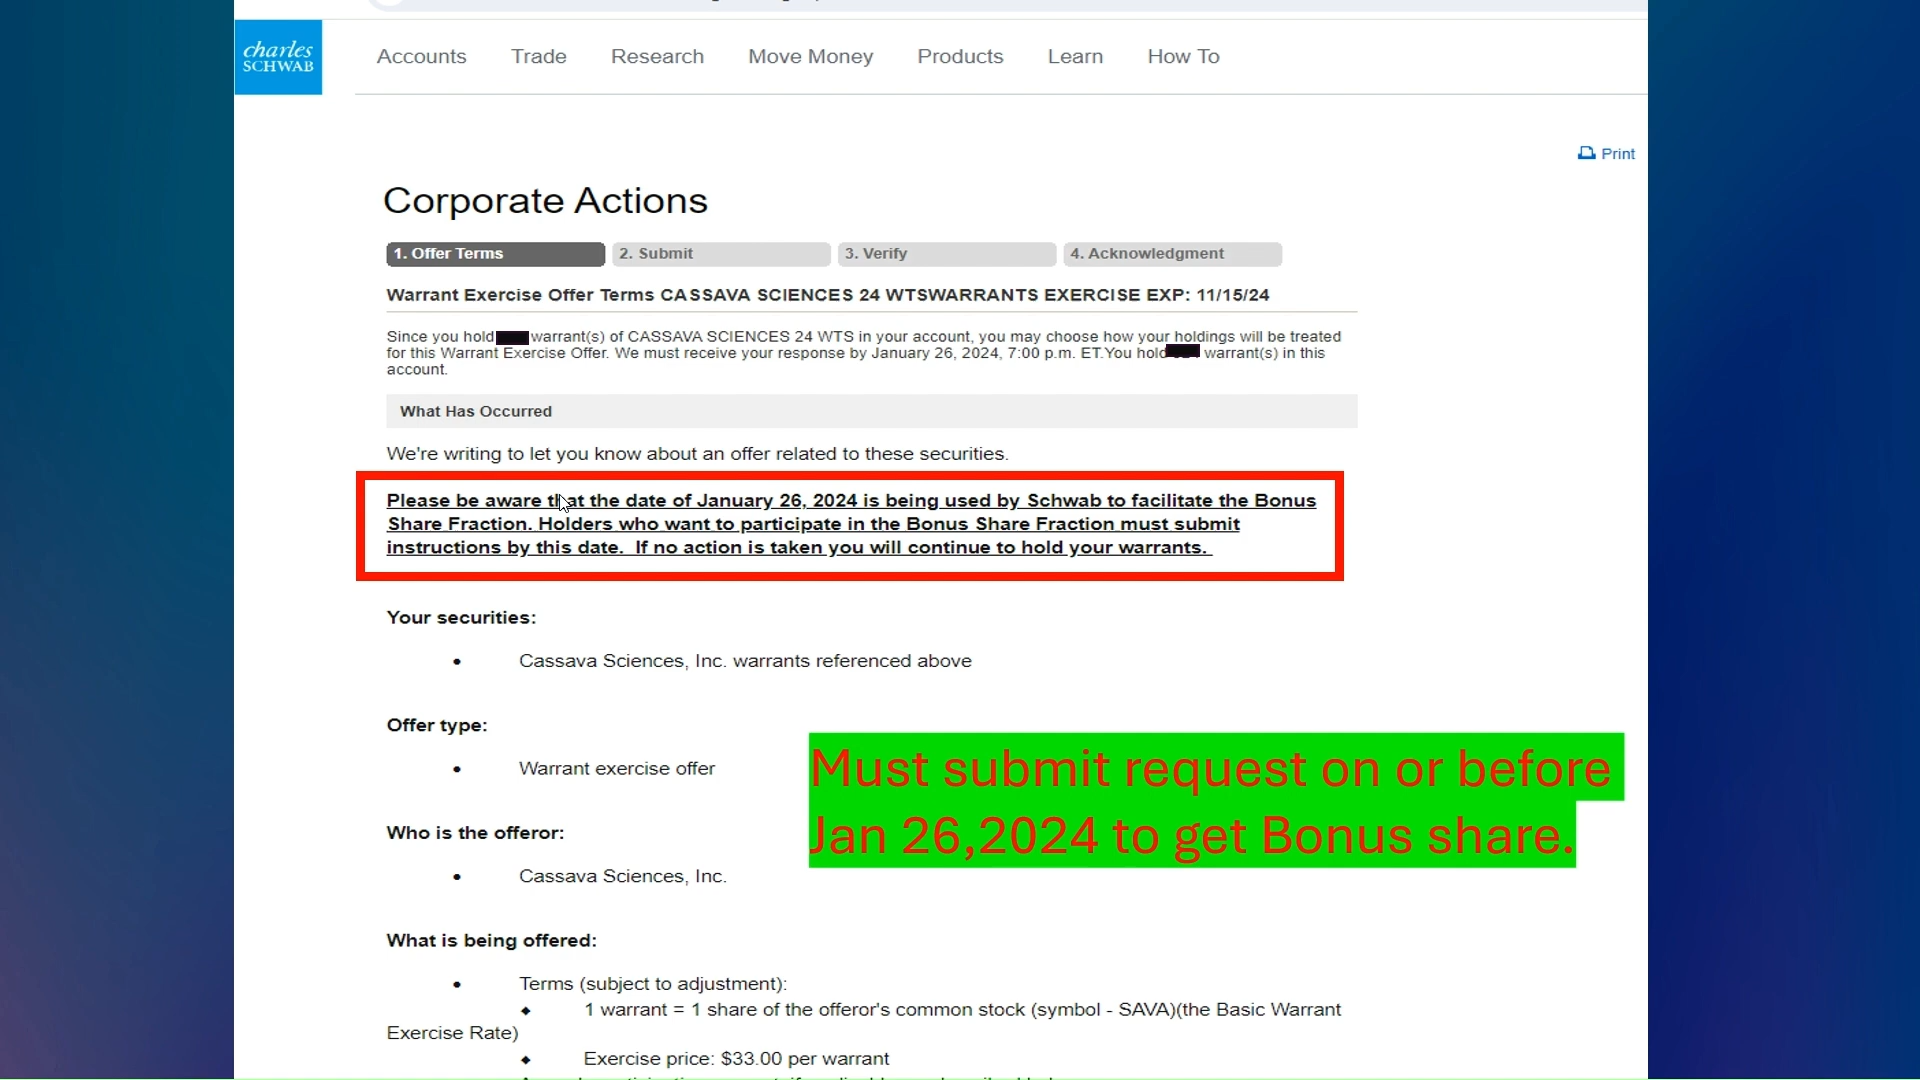 charles
SCHWAB
Accounts Trade Research Move Money Products Learn How To
Print
Corporate Actions
1. Offer Terms 2. Submit 3. Verify 4. Acknowledgment
Warrant Exercise Offer Terms CASSAVA SCIENCES 24 WTSWARRANTS EXERCISE EXP: 11/15/24
Since you hold warrant(s) of CASSAVA SCIENCES 24 WTS in your account, you may choose how your holdings will be treated
for this Warrant Exercise Offer. We must receive your response by January 26, 2024, 7:00 p.m. ET.You hold warrant(s) in this
account.
What Has Occurred
We're writing to let you know about an offer related to these securities.
Please be aware that the date of January 26, 2024 is being used by Schwab to facilitate the Bonus
Share Fraction. Holders who want to participate in the Bonus Share Fraction must submit
instructions by this date. If no action is taken you will continue to hold your warrants.
Your securities:
• Cassava Sciences, Inc. warrants referenced above
Offer type:
• Warrant exercise offer
Must submit request on or before
Jan 26,2024 to get Bonus share.
Who is the offeror:
• Cassava Sciences, Inc.
What is being offered:
• Terms (subject to adjustment):
◆ 1 warrant = 1 share of the offeror's common stock (symbol - SAVA)(the Basic Warrant
Exercise Rate)
◆ Exercise price: $33.00 per warrant